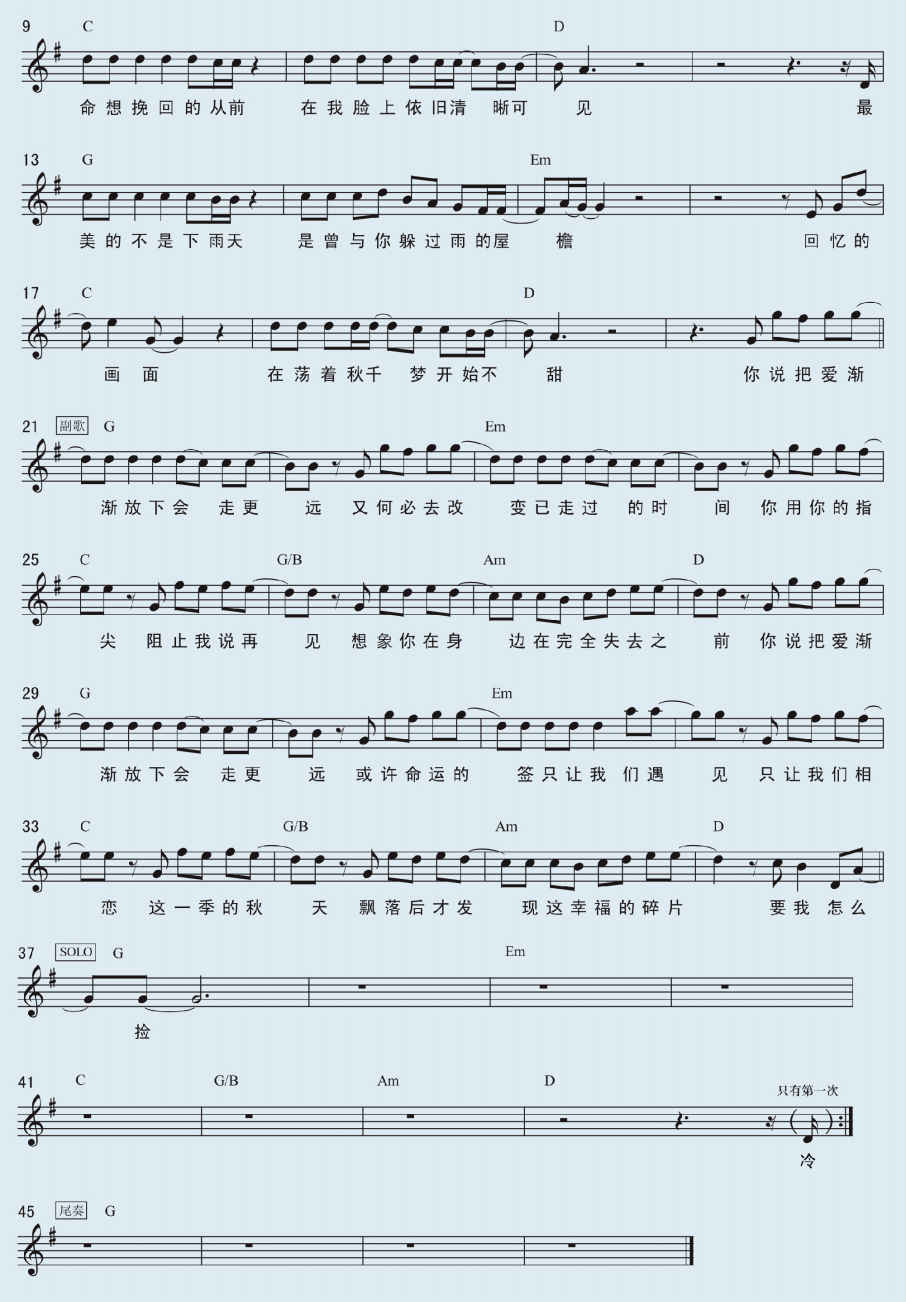 9 C D
命想挽回的从前 在我脸上依旧清 晰可 见 最
13 G Em
美的不是下雨天 是曾与你躲过雨的屋 檐 回忆的
17 C D
画面 在荡着秋千 梦开始不 甜 你说把爱渐
21 副歌 G Em
渐放下会 走更 远 又何必去改 变已走过 的时 间 你用你的指
25 C G/B Am D
尖 阻止我说再 见 想象你在身 边在完全失去之 前 你说把爱渐
29 G Em
渐放下会 走更 远 或许命运的 签只让我 们遇 见 只让我们相
33 C G/B Am D
恋 这一季的秋 天 飘落后才发 现这幸福的碎片 要我怎么
37 SOLO G Em
捡
41 C G/B Am D 只有第一次
( )
冷
45 尾奏 G